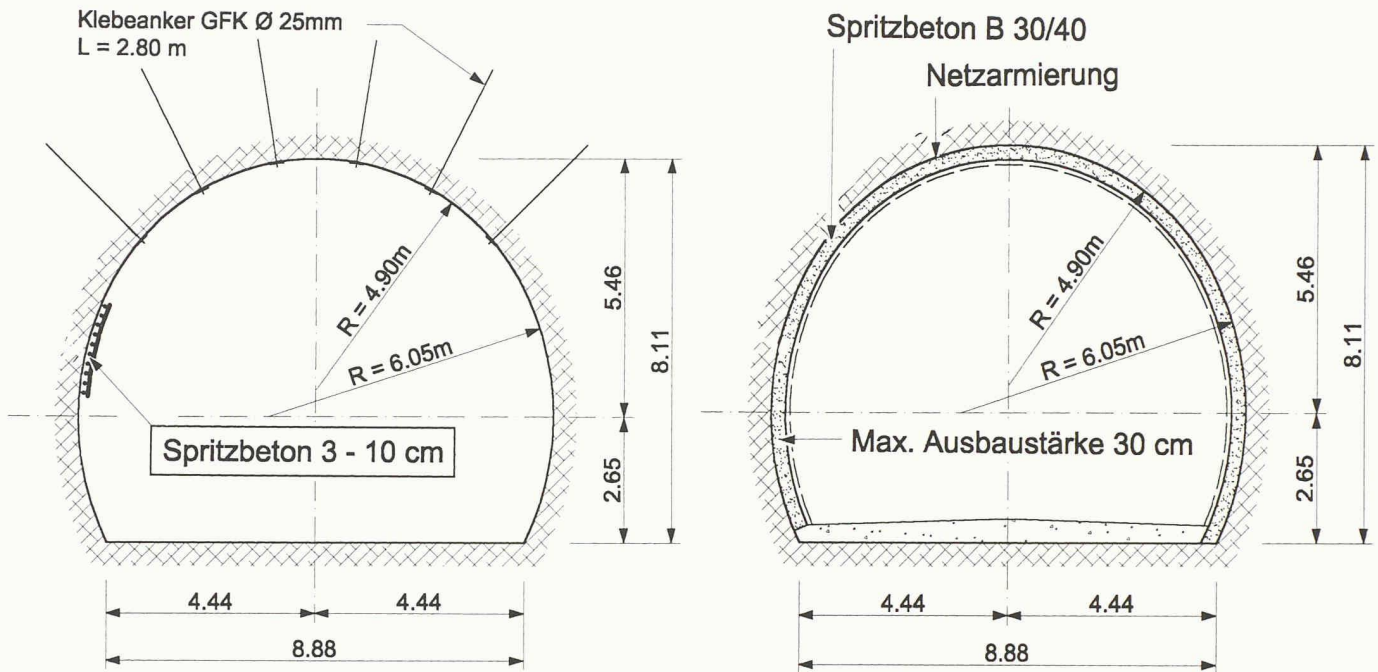 Klebeanker GFK Ø 25mm
L = 2.80 m
R = 4.90m
R = 6.05m
Spritzbeton 3 - 10 cm
5.46
2.65
8.11
4.44
4.44
8.88
Spritzbeton B 30/40
Netzarmierung
R = 4.90m
R = 6.05m
Max. Ausbaustärke 30 cm
5.46
2.65
8.11
4.44
4.44
8.88